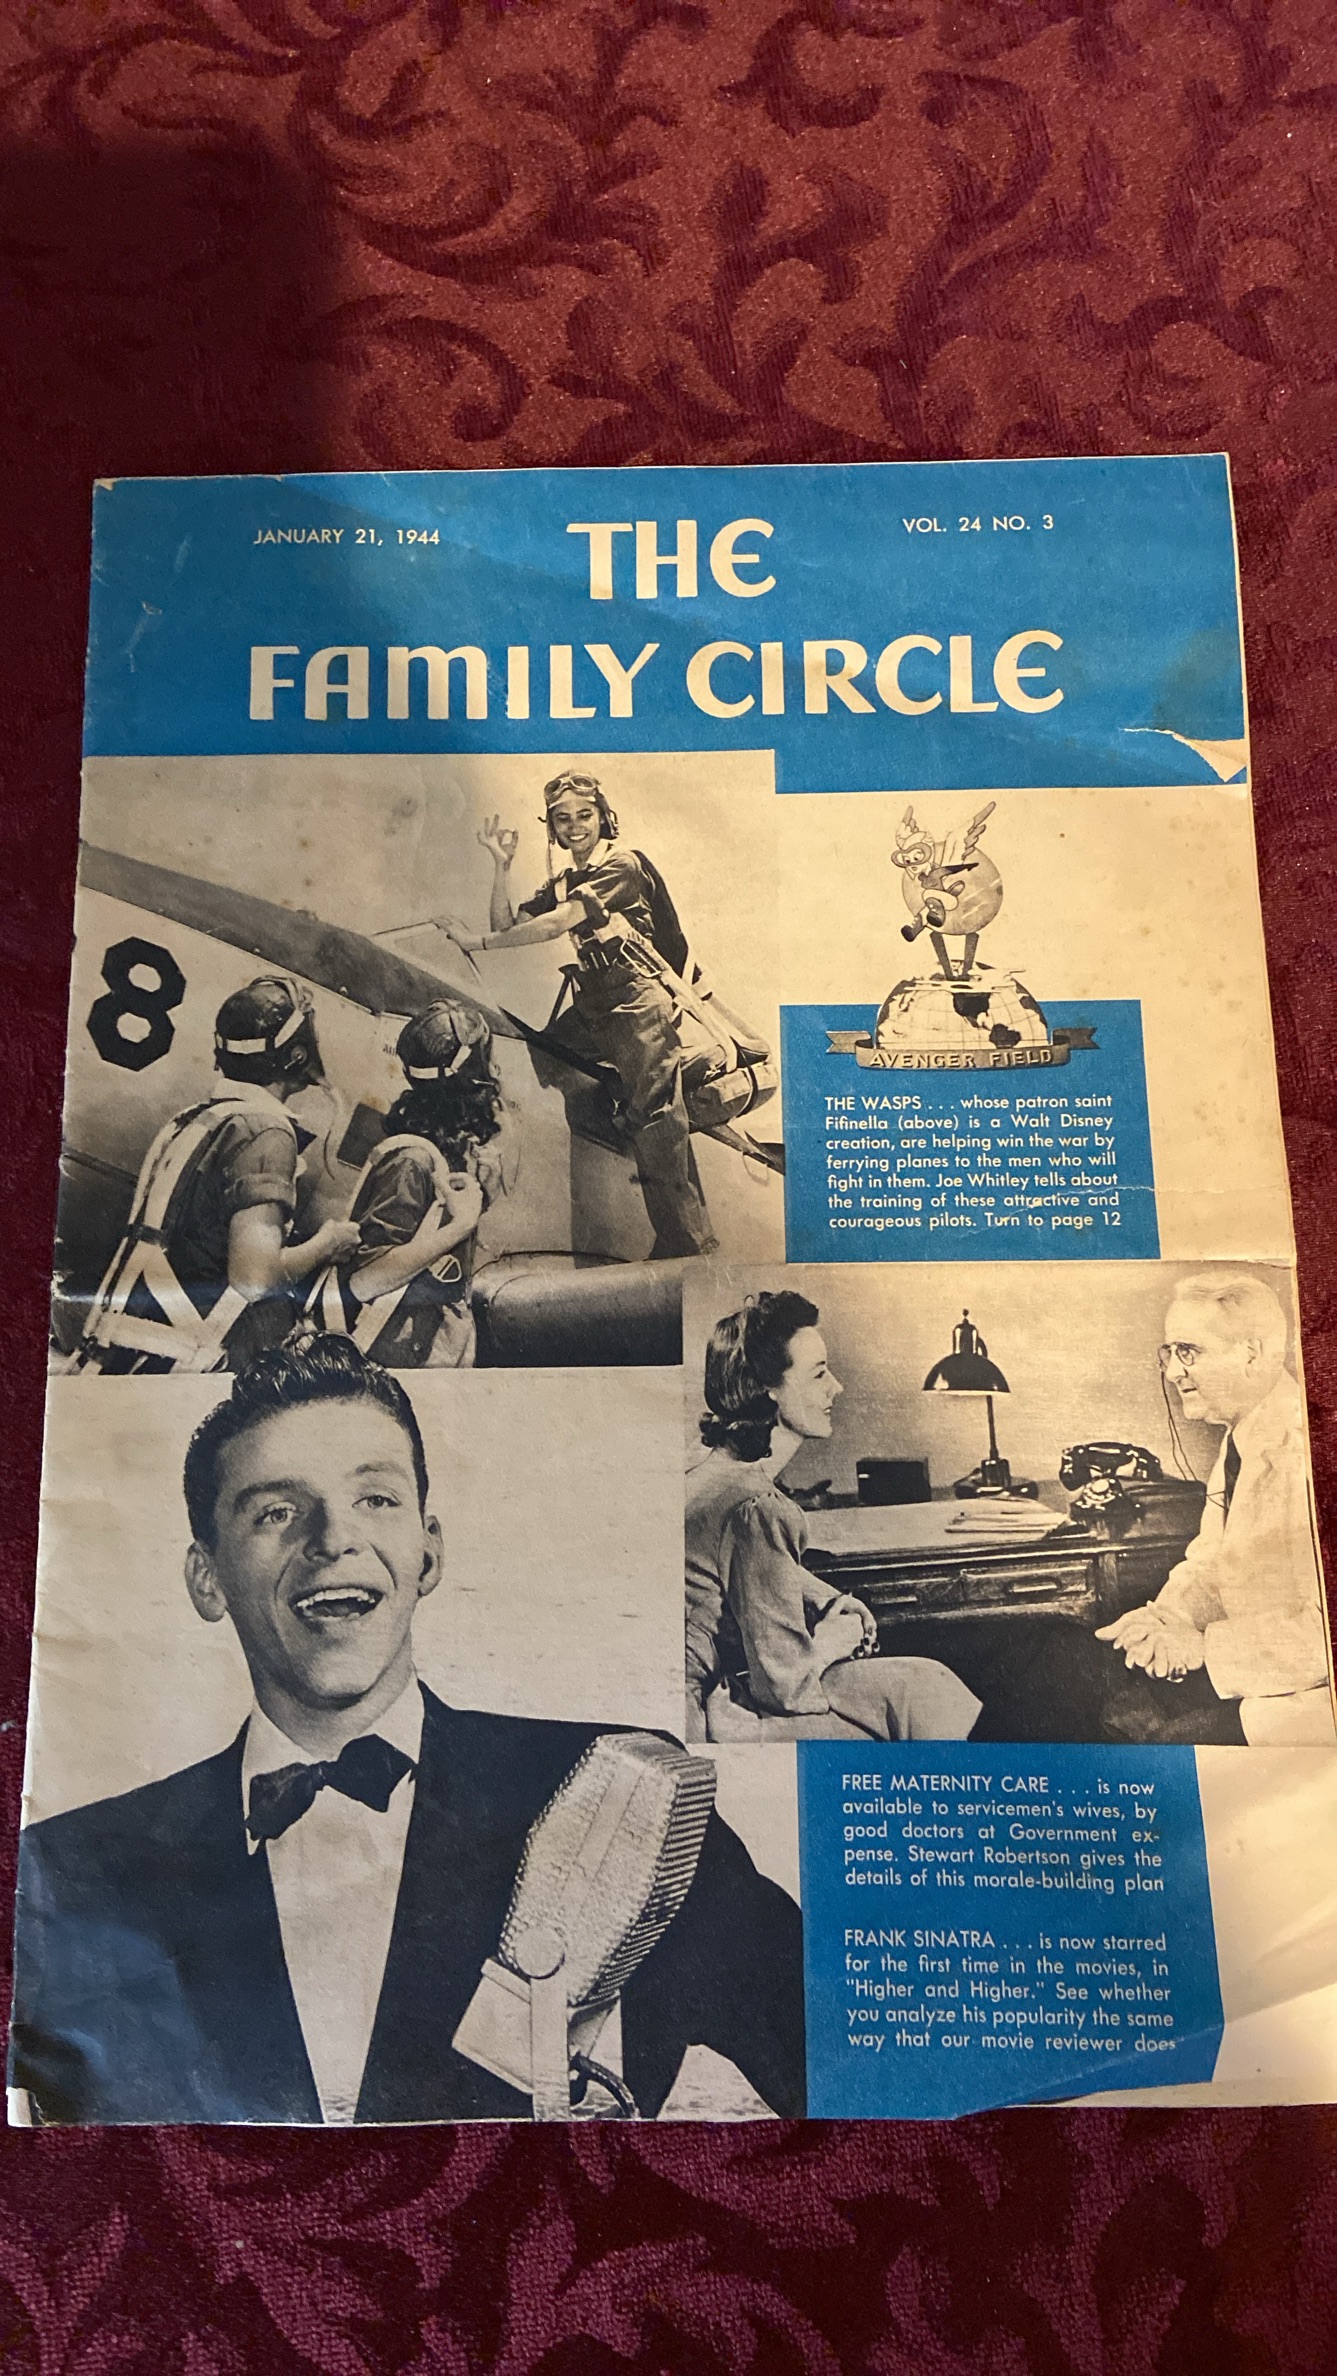 JANUARY 21, 1944
VOL. 24 NO. 3
THE
FAMILY CIRCLE
8
AVENGER FIELD
THE WASPS . . . whose patron saint
Fifinella (above) is a Walt Disney
creation, are helping win the war by
ferrying planes to the men who will
fight in them. Joe Whitley tells about
the training of these attractive and
courageous pilots. Turn to page 12
FREE MATERNITY CARE . . . is now
available to servicemen's wives, by
good doctors at Government ex-
pense. Stewart Robertson gives the
details of this morale-building plan
FRANK SINATRA . . . is now starred
for the first time in the movies, in
"Higher and Higher." See whether
you analyze his popularity the same
way that our movie reviewer does